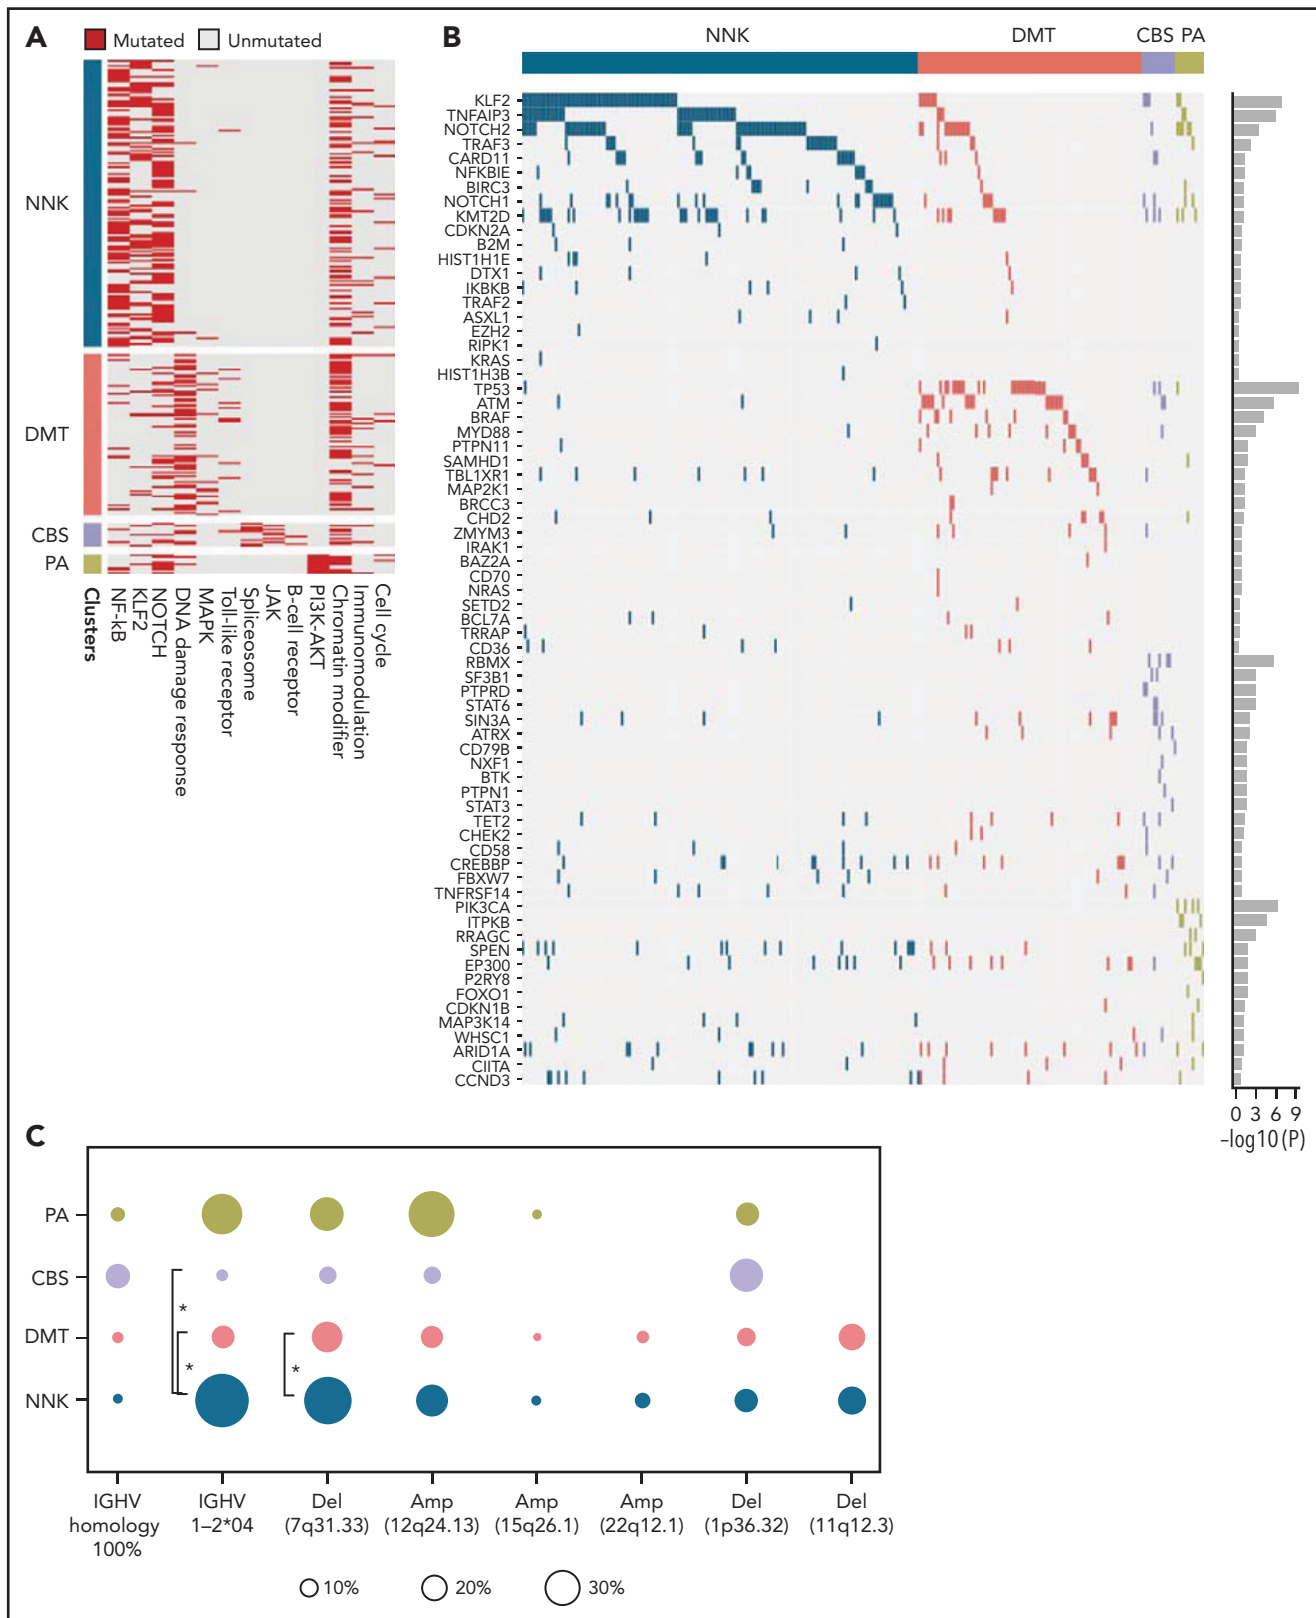 A
Mutated
Unmutated
NNK
DMT
CBS
PA
Clusters
NF-kB
KLF2
NOTCH
DNA damage response
MAPK
Toll-like receptor
Spliceosome
JAK
B-cell receptor
PI3K-AKT
Chromatin modifier
Immunomodulation
Cell cycle
B
NNK
DMT
CBS
PA
KLF2
TNFAIP3
NOTCH2
TRAF3
CARD11
NFKBIE
BIRC3
NOTCH1
KMT2D
CDKN2A
B2M
HIST1H1E
DTX1
IKBKB
TRAF2
ASXL1
EZH2
RIPK1
KRAS
HIST1H3B
TP53
ATM
BRAF
MYD88
PTPN11
SAMHD1
TBL1XR1
MAP2K1
BRCC3
CHD2
ZMYM3
IRAK1
BAZ2A
CD70
NRAS
SETD2
BCL7A
TRRAP
CD36
RBMX
SF3B1
PTPRD
STAT6
SIN3A
ATRX
CD79B
NXF1
BTK
PTPN1
STAT3
TET2
CHEK2
CD58
CREBBP
FBXW7
TNFRSF14
PIK3CA
ITPKB
RRAGC
SPEN
EP300
P2RY8
FOXO1
CDKN1B
MAP3K14
WHSC1
ARID1A
CIITA
CCND3
0 3 6 9
–log10 (P)
C
PA
CBS
DMT
NNK
*
*
*
IGHV
homology
100%
IGHV
1–2*04
Del
(7q31.33)
Amp
(12q24.13)
Amp
(15q26.1)
Amp
(22q12.1)
Del
(1p36.32)
Del
(11q12.3)
10%
20%
30%